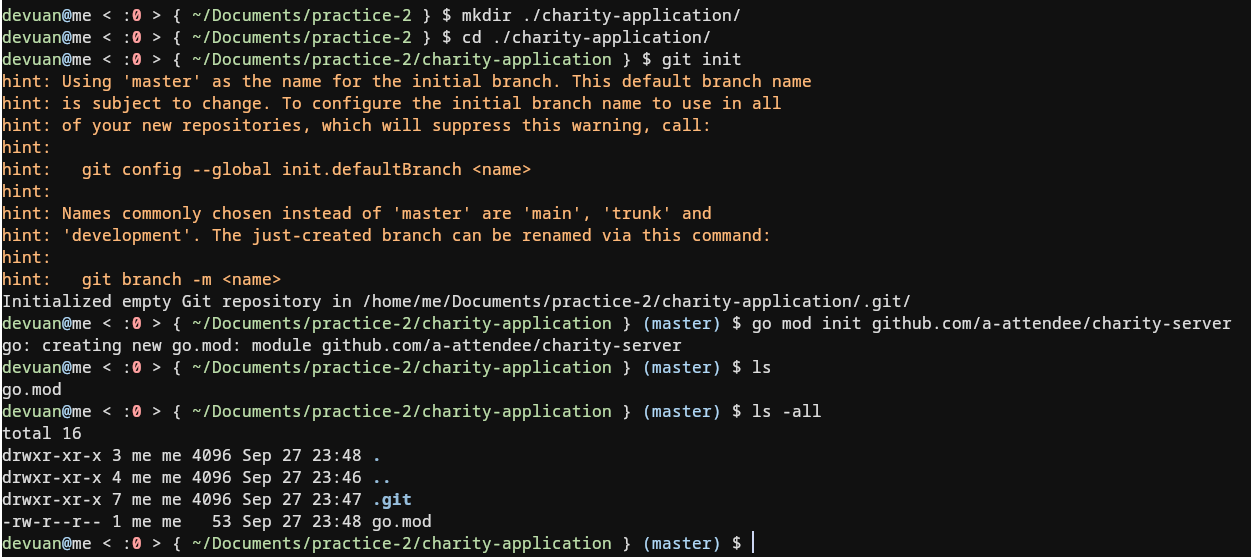 devuan@me < :0 > { ~/Documents/practice-2 } $ mkdir ./charity-application/
devuan@me < :0 > { ~/Documents/practice-2 } $ cd ./charity-application/
devuan@me < :0 > { ~/Documents/practice-2/charity-application } $ git init
hint: Using 'master' as the name for the initial branch. This default branch name
hint: is subject to change. To configure the initial branch name to use in all
hint: of your new repositories, which will suppress this warning, call:
hint:
hint:   git config --global init.defaultBranch <name>
hint:
hint: Names commonly chosen instead of 'master' are 'main', 'trunk' and
hint: 'development'. The just-created branch can be renamed via this command:
hint:
hint:   git branch -m <name>
Initialized empty Git repository in /home/me/Documents/practice-2/charity-application/.git/
devuan@me < :0 > { ~/Documents/practice-2/charity-application } (master) $ go mod init github.com/a-attendee/charity-server
go: creating new go.mod: module github.com/a-attendee/charity-server
devuan@me < :0 > { ~/Documents/practice-2/charity-application } (master) $ ls
go.mod
devuan@me < :0 > { ~/Documents/practice-2/charity-application } (master) $ ls -all
total 16
drwxr-xr-x 3 me me 4096 Sep 27 23:48 .
drwxr-xr-x 4 me me 4096 Sep 27 23:46 ..
drwxr-xr-x 7 me me 4096 Sep 27 23:47 .git
-rw-r--r-- 1 me me   53 Sep 27 23:48 go.mod
devuan@me < :0 > { ~/Documents/practice-2/charity-application } (master) $